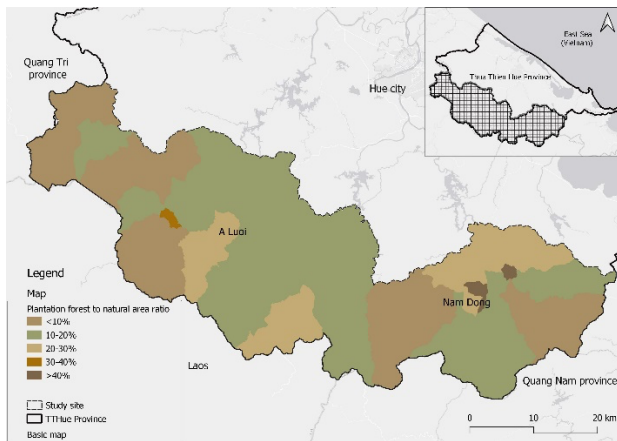 Quang Tri
province
East Sea
(Vietnam)
Thua Thien Hue Province
Hue city
A Luoi
Nam Dong
Legend
Map
Plantation forest to natural area ratio
<10%
10-20%
20-30%
30-40%
>40%
Laos
Quang Nam province
Study site
TTHue Province
Basic map
0 10 20 km